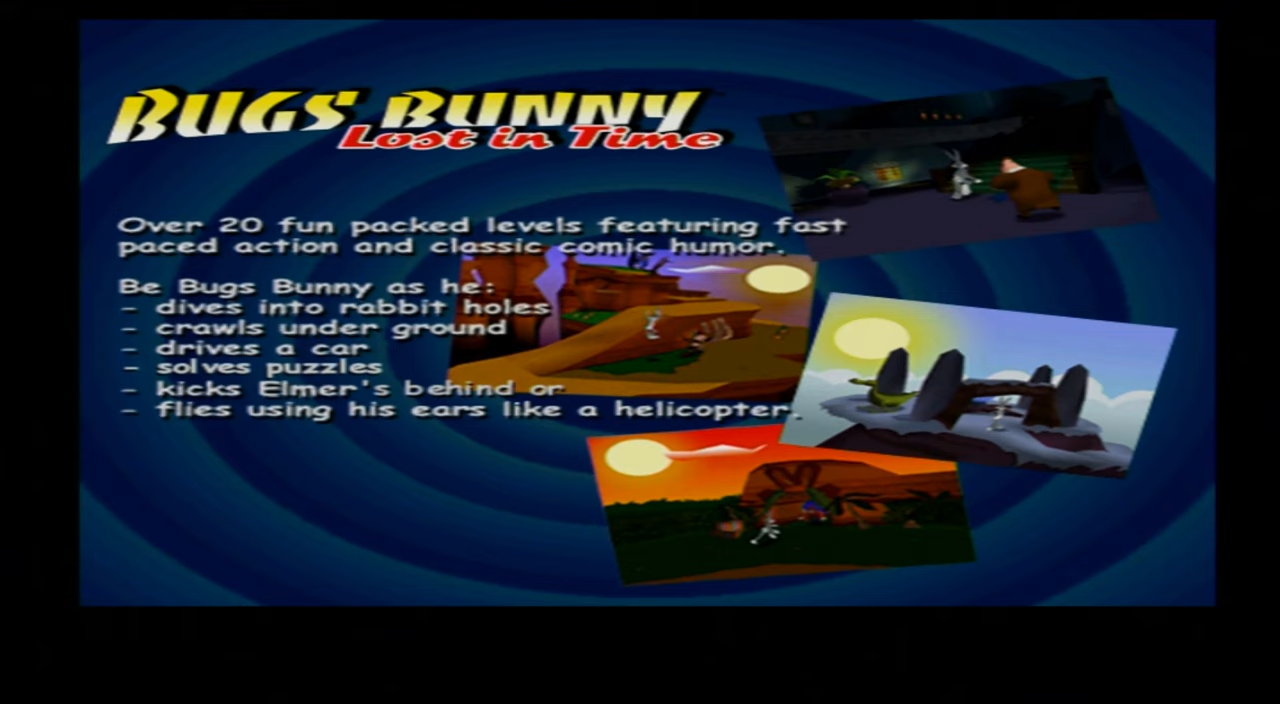 BUGS BUNNY
Lost in Time
Over 20 fun packed levels featuring fast
paced action and classic comic humor.
Be Bugs Bunny as he:
- dives into rabbit holes
- crawls under ground
- drives a car
- solves puzzles
- kicks Elmer's behind or
- flies using his ears like a helicopter.